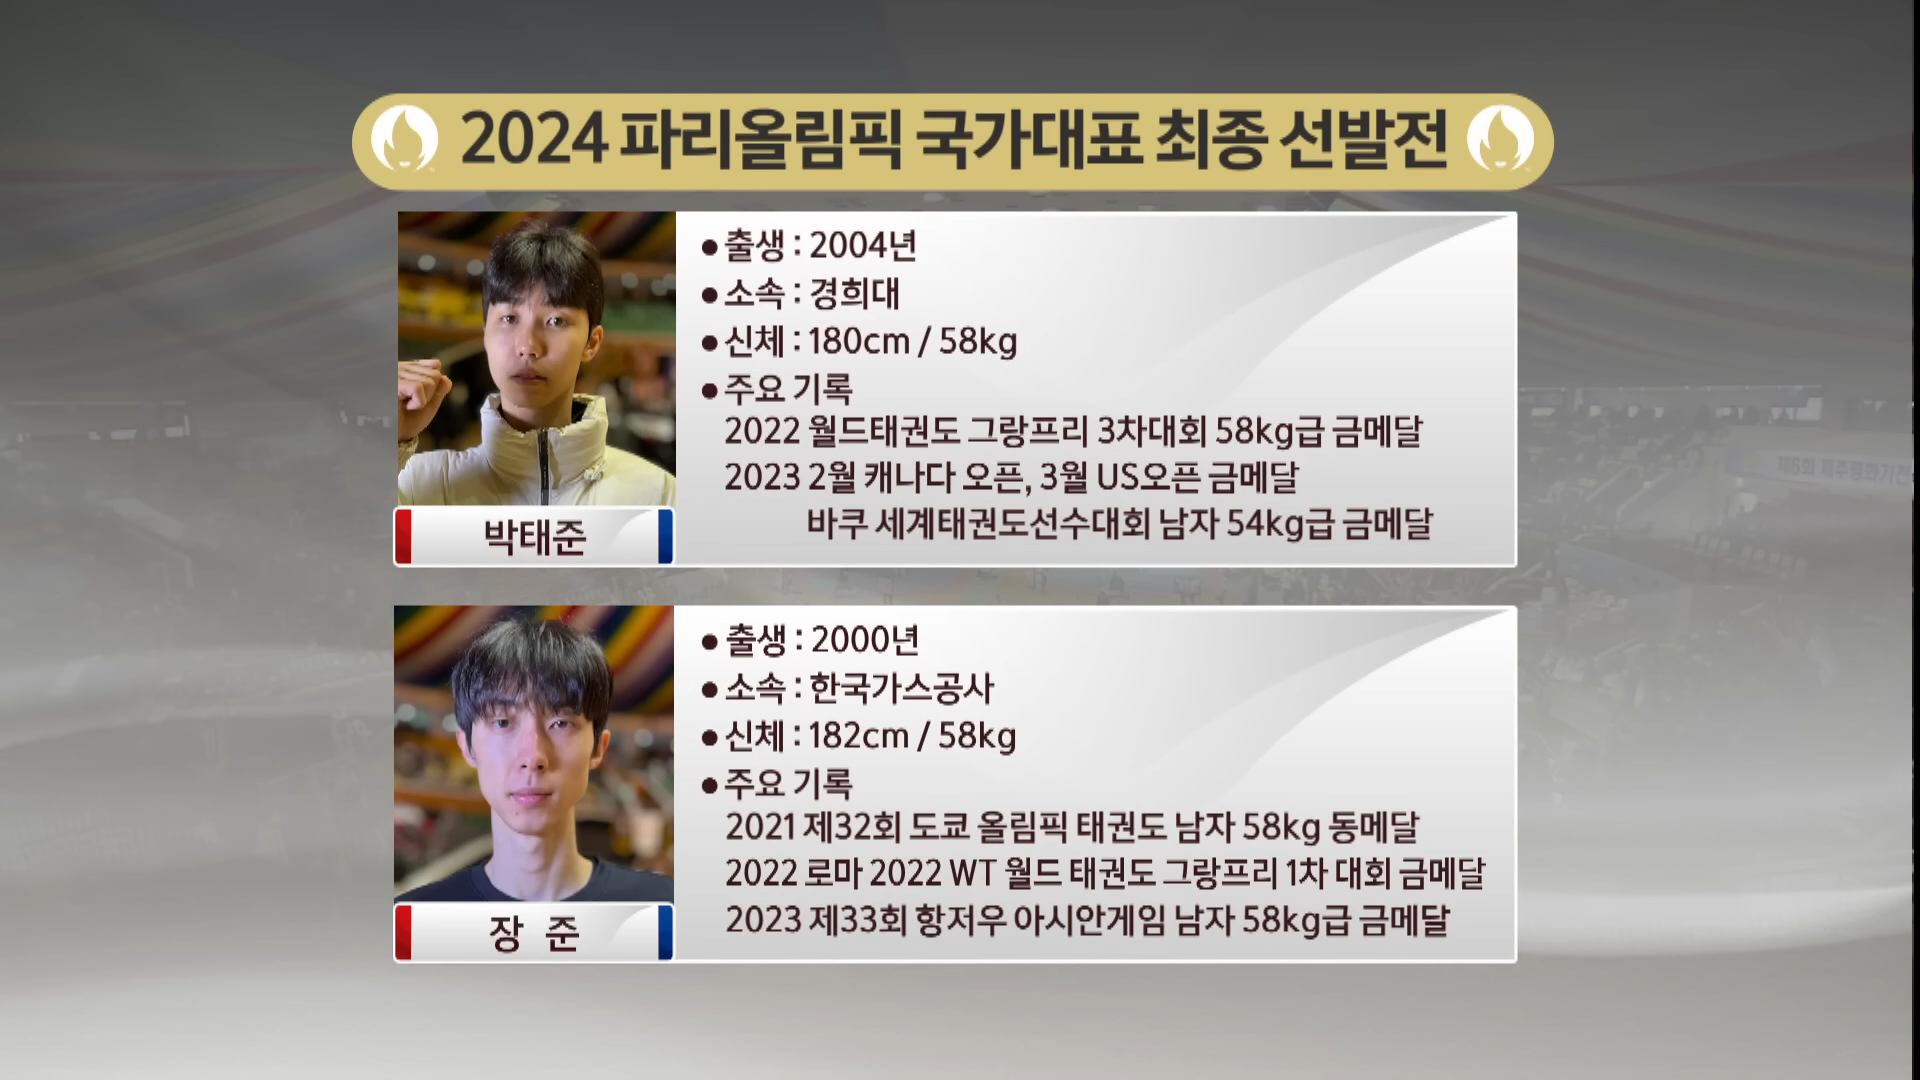 2024 파리올림픽 국가대표 최종 선발전
● 출생 : 2004년
● 소속 : 경희대
● 신체 : 180cm / 58kg
● 주요 기록
2022 월드태권도 그랑프리 3차대회 58kg급 금메달
2023 2월 캐나다 오픈, 3월 US오픈 금메달
바쿠 세계태권도선수대회 남자 54kg급 금메달
박태준
● 출생 : 2000년
● 소속 : 한국가스공사
● 신체 : 182cm / 58kg
● 주요 기록
2021 제32회 도쿄 올림픽 태권도 남자 58kg 동메달
2022 로마 2022 WT 월드 태권도 그랑프리 1차 대회 금메달
2023 제33회 항저우 아시안게임 남자 58kg급 금메달
장 준